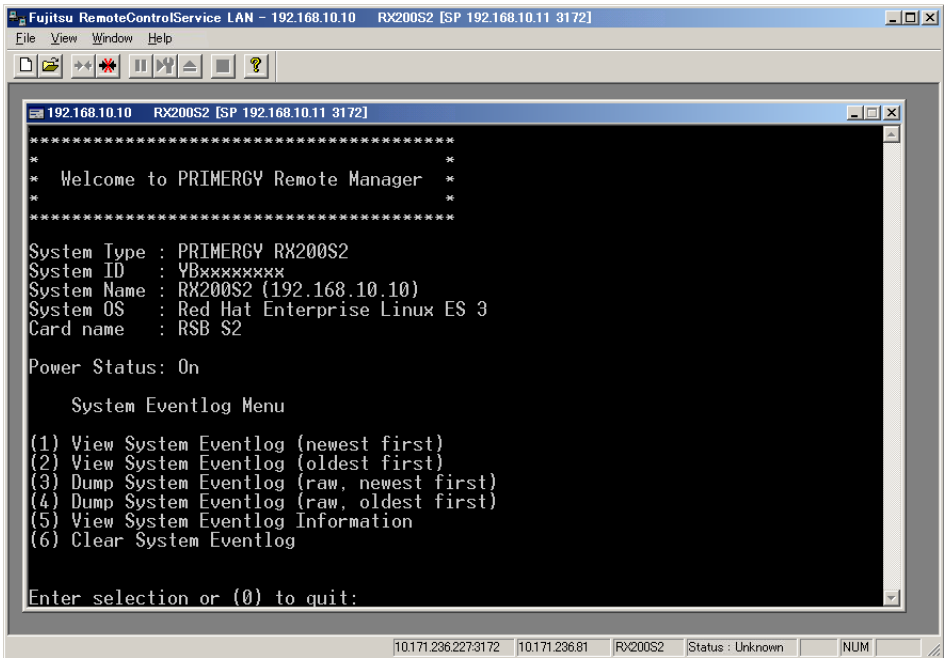 Fujitsu RemoteControlService LAN - 192.168.10.10 RX200S2 [SP 192.168.10.11 3172]
File View Window Help
192.168.10.10 RX200S2 [SP 192.168.10.11 3172]
****************************************
* *
* Welcome to PRIMERGY Remote Manager *
* *
****************************************
System Type : PRIMERGY RX200S2
System ID : YBxxxxxxxx
System Name : RX200S2 (192.168.10.10)
System OS : Red Hat Enterprise Linux ES 3
Card name : RSB S2
Power Status: On
System Eventlog Menu
(1) View System Eventlog (newest first)
(2) View System Eventlog (oldest first)
(3) Dump System Eventlog (raw, newest first)
(4) Dump System Eventlog (raw, oldest first)
(5) View System Eventlog Information
(6) Clear System Eventlog
Enter selection or (0) to quit:
10.171.236.227:3172 10.171.236.81 RX200S2 Status : Unknown NUM